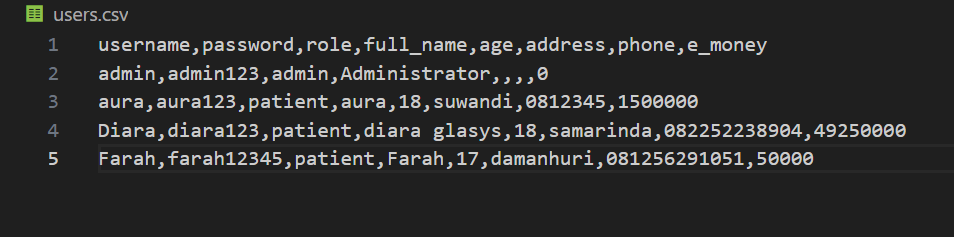 users.csv
1 username,password,role,full_name,age,address,phone,e_money
2 admin,admin123,admin,Administrator,,,,0
3 aura,aura123,patient,aura,18,suwandi,0812345,1500000
4 Diara,diara123,patient,diara glasys,18,samarinda,082252238904,49250000
5 Farah,farah12345,patient,Farah,17,damanhuri,081256291051,50000